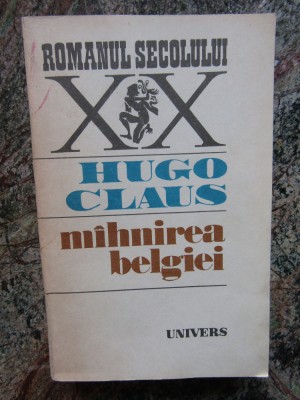 ROMANUL SECOLULUI
XX
HUGO
CLAUS
mîhnirea
belgiei
UNIVERS